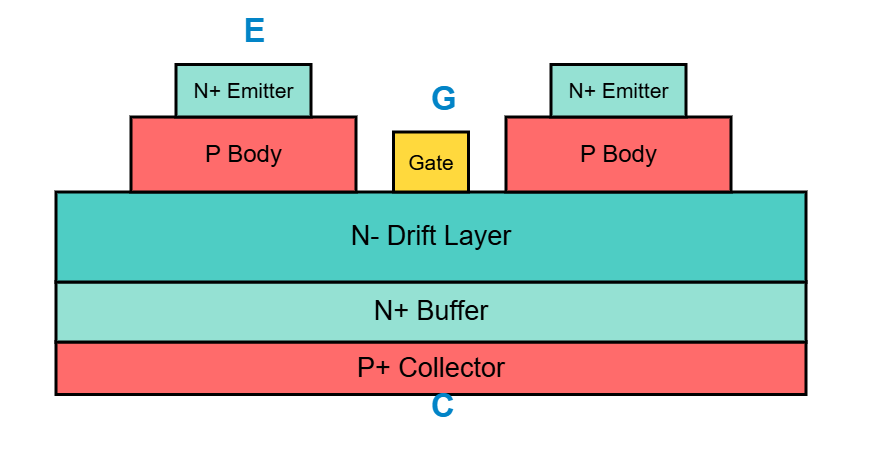 E
N+ Emitter
G
N+ Emitter
P Body
Gate
P Body
N- Drift Layer
N+ Buffer
P+ Collector
C